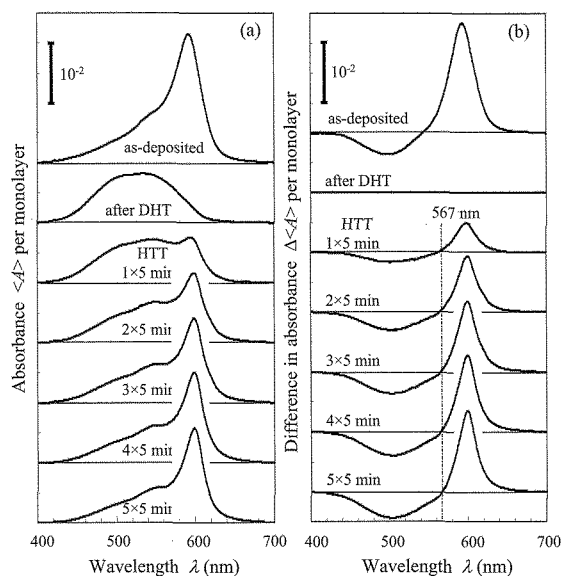 (a)
10-2
as-deposited
after DHT
HTT
1×5 min
2×5 min
3×5 min
4×5 min
5×5 min
Absorbance <A> per monolayer
400 500 600 700
Wavelength λ (nm)
(b)
10-2
as-deposited
after DHT
567 nm
HTT
1×5 min
2×5 min
3×5 min
4×5 min
5×5 min
Difference in absorbance Δ<A> per monolayer
400 500 600 700
Wavelength λ (nm)